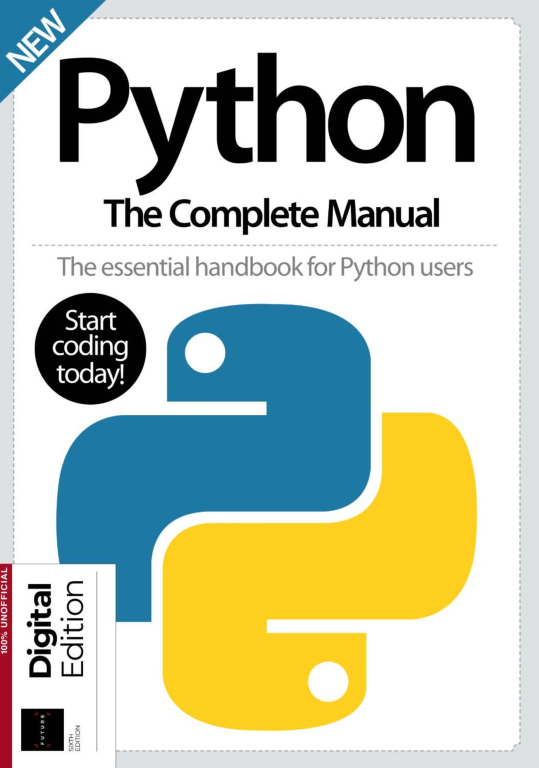 NEW
Python
The Complete Manual
The essential handbook for Python users
Start
coding
today!
100% UNOFFICIAL
Digital
Edition
FUTURE
SIXTH
EDITION